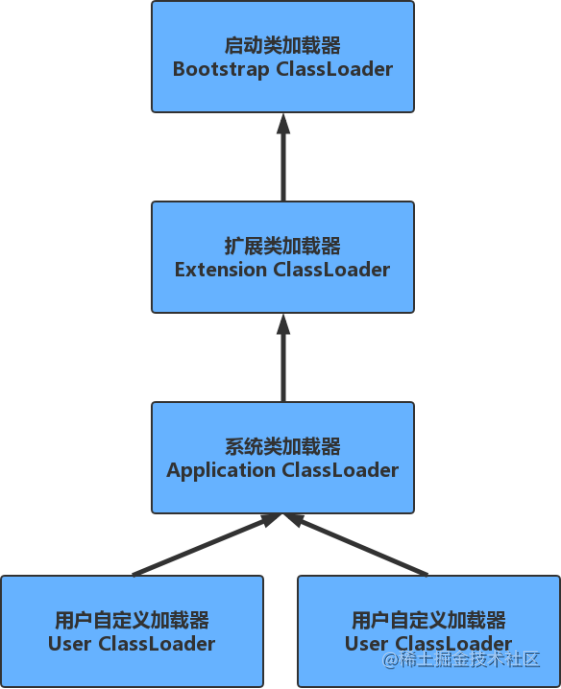 启动类加载器
Bootstrap ClassLoader
扩展类加载器
Extension ClassLoader
系统类加载器
Application ClassLoader
用户自定义加载器
User ClassLoader
用户自定义加载器
User ClassLoader
@稀土掘金技术社区